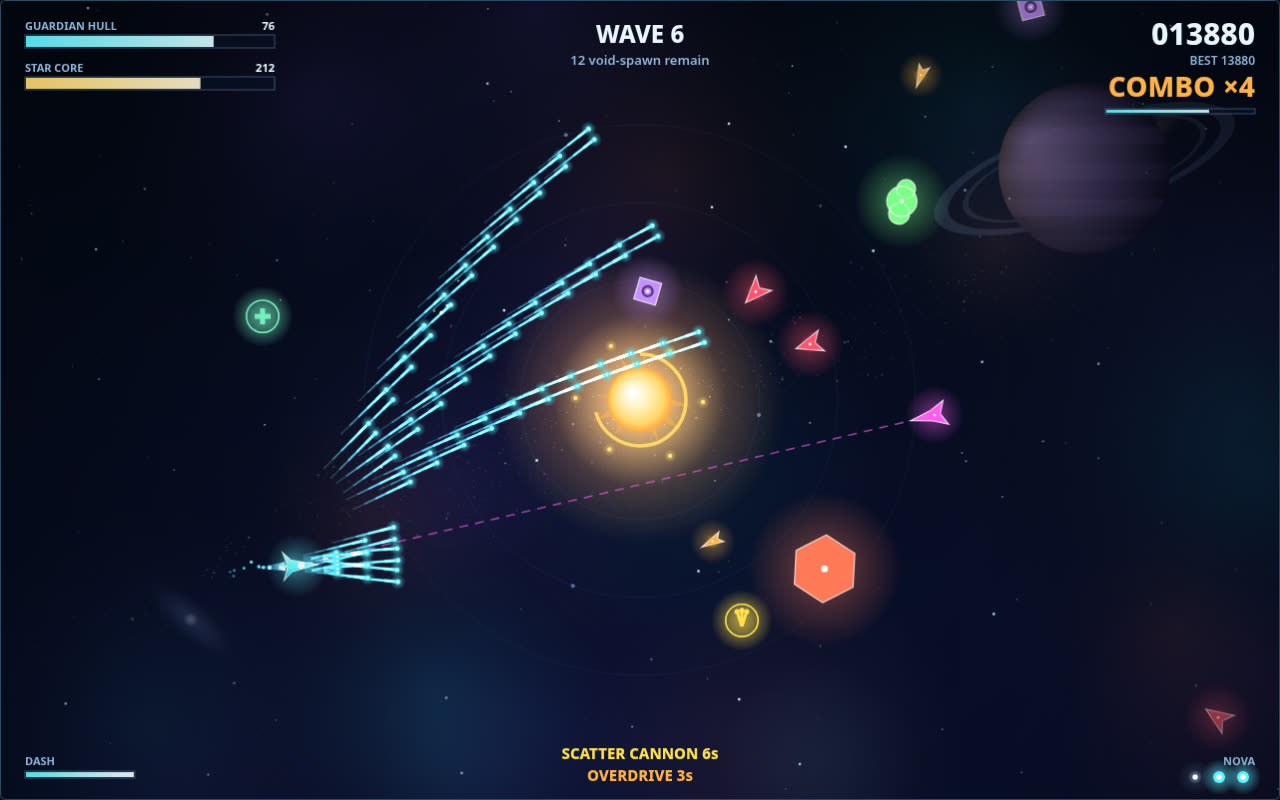 GUARDIAN HULL 76
STAR CORE 212
WAVE 6
12 void-spawn remain
013880
BEST 13880
COMBO ×4
SCATTER CANNON 6s
OVERDRIVE 3s
DASH
NOVA